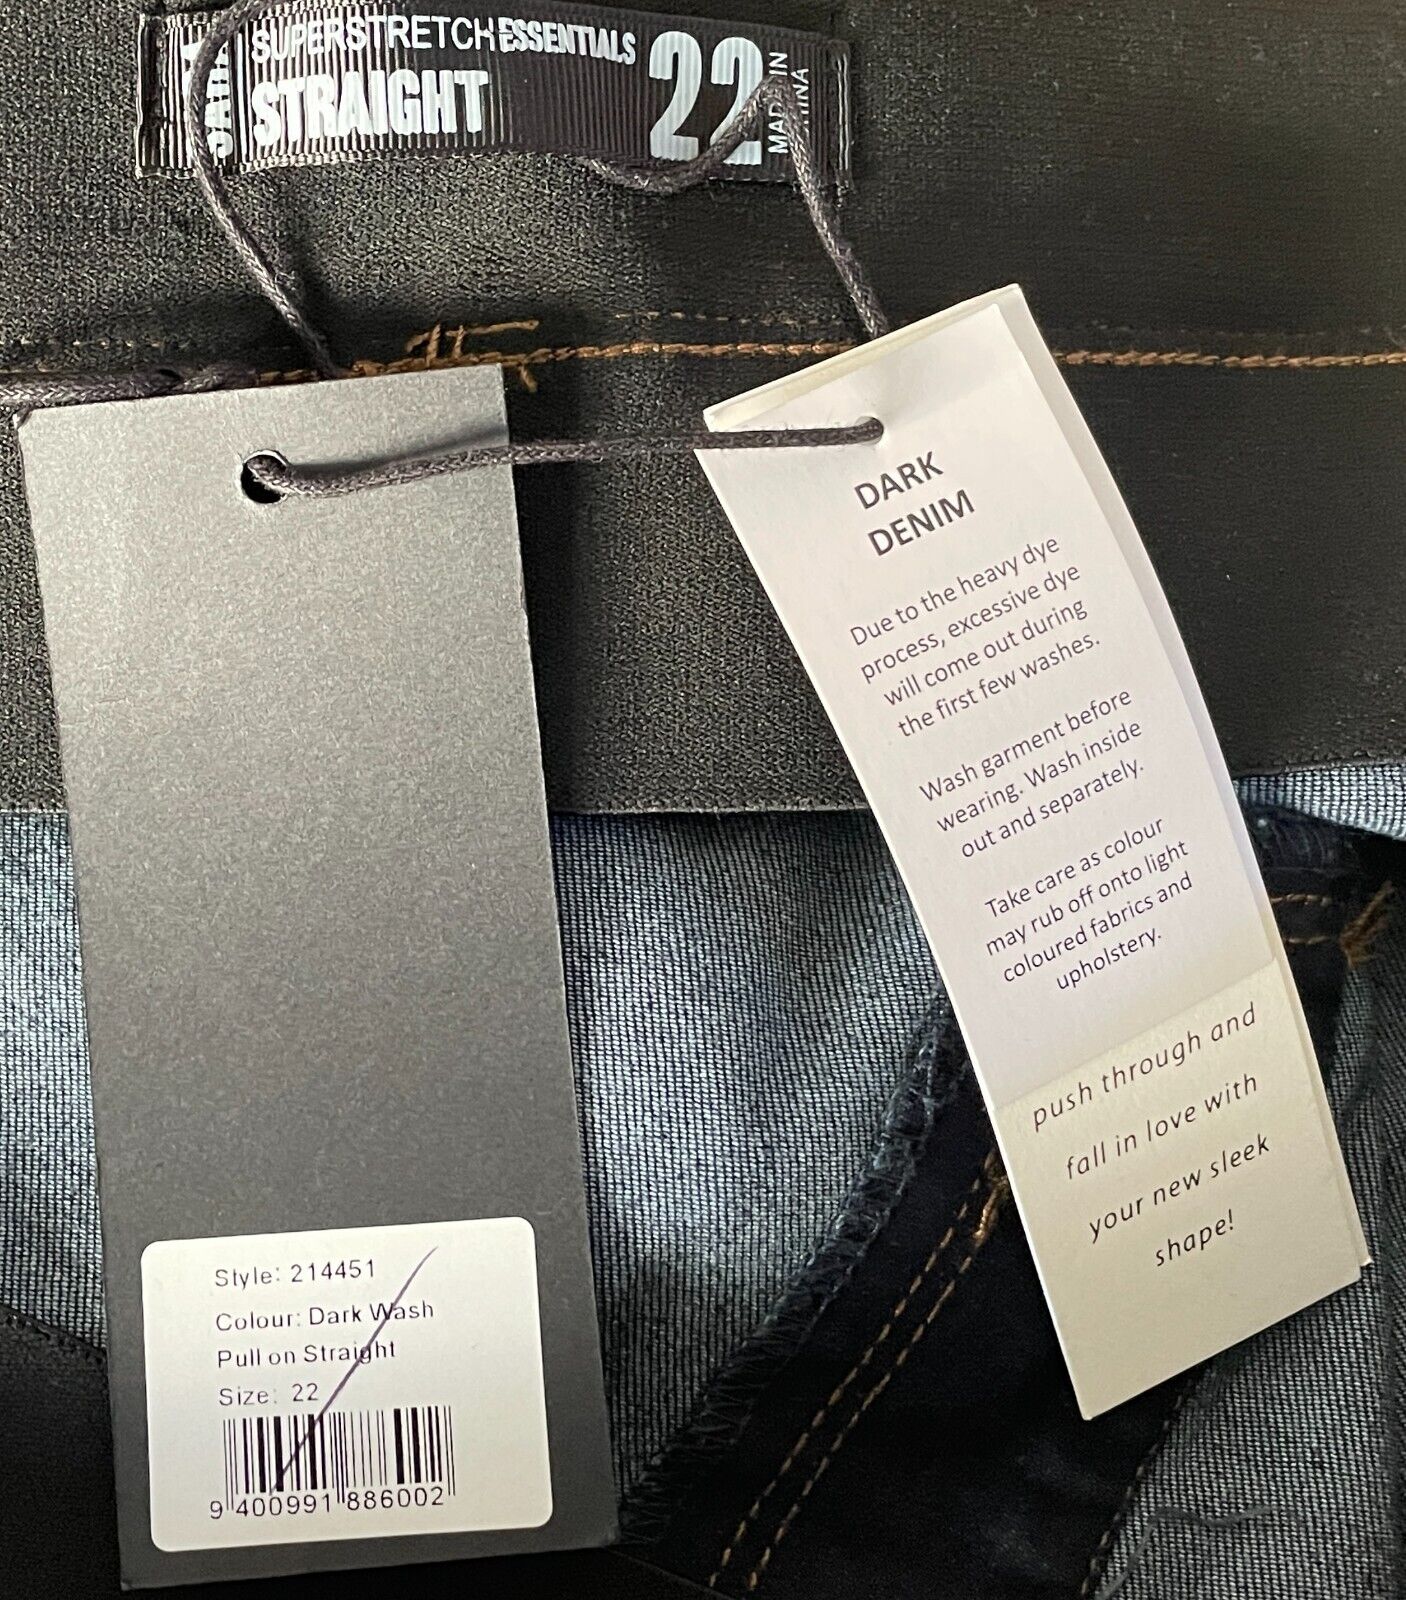 SUPERSTRETCH ESSENTIALS
STRAIGHT
22
MADE IN
DARK
DENIM
Due to the heavy dye
process, excessive dye
will come out during
the first few washes.
Wash garment before
wearing. Wash inside
out and separately.
Take care as colour
may rub off onto light
coloured fabrics and
upholstery.
push through and
fall in love with
your new sleek
shape!
Style: 214451
Colour: Dark Wash
Pull on Straight
Size: 22
9 400991 886002